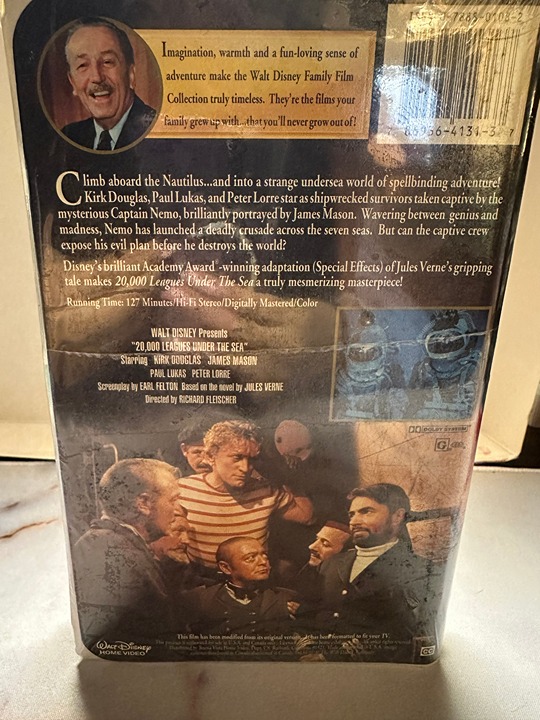 Imagination, warmth and a fun-loving sense of
adventure make the Walt Disney Family Film
Collection truly timeless. They're the films your
family grew up with...that you'll never grow out of!
Climb aboard the Nautilus...and into a strange undersea world of spellbinding adventure!
Kirk Douglas, Paul Lukas, and Peter Lorre star as shipwrecked survivors taken captive by the
mysterious Captain Nemo, brilliantly portrayed by James Mason. Wavering between genius and
madness, Nemo has launched a deadly crusade across the seven seas. But can the captive crew
expose his evil plan before he destroys the world?
Disney's brilliant Academy Award -winning adaptation (Special Effects) of Jules Verne's gripping
tale makes 20,000 Leagues Under The Sea a truly mesmerizing masterpiece!
Running Time: 127 Minutes/Hi-Fi Stereo/Digitally Mastered/Color
WALT DISNEY Presents
"20,000 LEAGUES UNDER THE SEA"
Starring KIRK DOUGLAS JAMES MASON
PAUL LUKAS PETER LORRE
Screenplay by EARL FELTON Based on the novel by JULES VERNE
Directed by RICHARD FLEISCHER
DOLBY SYSTEM
G
This film has been modified from its original version. It has been formatted to fit your TV.
WALT DISNEY
HOME VIDEO
CC